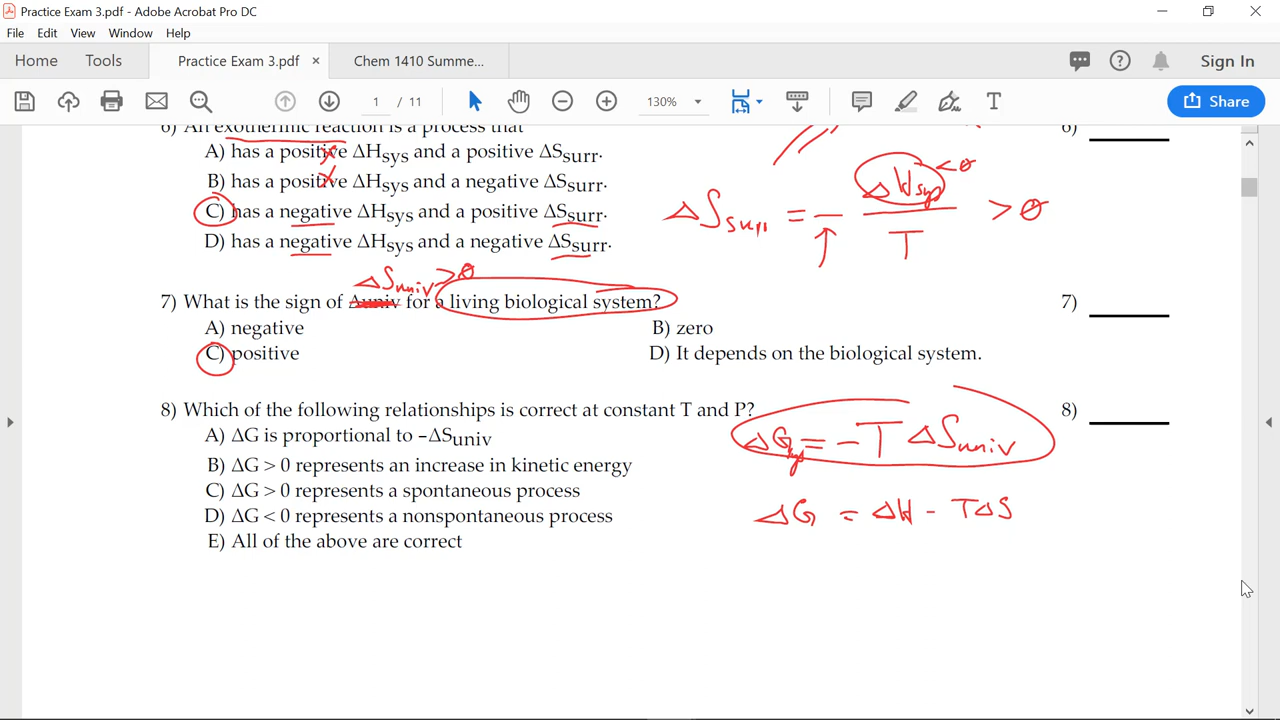 Practice Exam 3.pdf - Adobe Acrobat Pro DC
File Edit View Window Help
Home Tools Practice Exam 3.pdf × Chem 1410 Summe... Sign In
1 / 11 130% Share
6) An exothermic reaction is a process that 6)
A) has a positive ΔHsys and a positive ΔSsurr.
B) has a positive ΔHsys and a negative ΔSsurr.
C) has a negative ΔHsys and a positive ΔSsurr.
D) has a negative ΔHsys and a negative ΔSsurr.
ΔSsurr = - ΔHsys <0 / T > 0
ΔSuniv > 0
7) What is the sign of Δuniv for a living biological system? 7)
A) negative B) zero
C) positive D) It depends on the biological system.
8) Which of the following relationships is correct at constant T and P? 8)
A) ΔG is proportional to -ΔSuniv
B) ΔG > 0 represents an increase in kinetic energy
C) ΔG > 0 represents a spontaneous process
D) ΔG < 0 represents a nonspontaneous process
E) All of the above are correct
ΔGsys = -TΔSuniv
ΔG = ΔH - TΔS